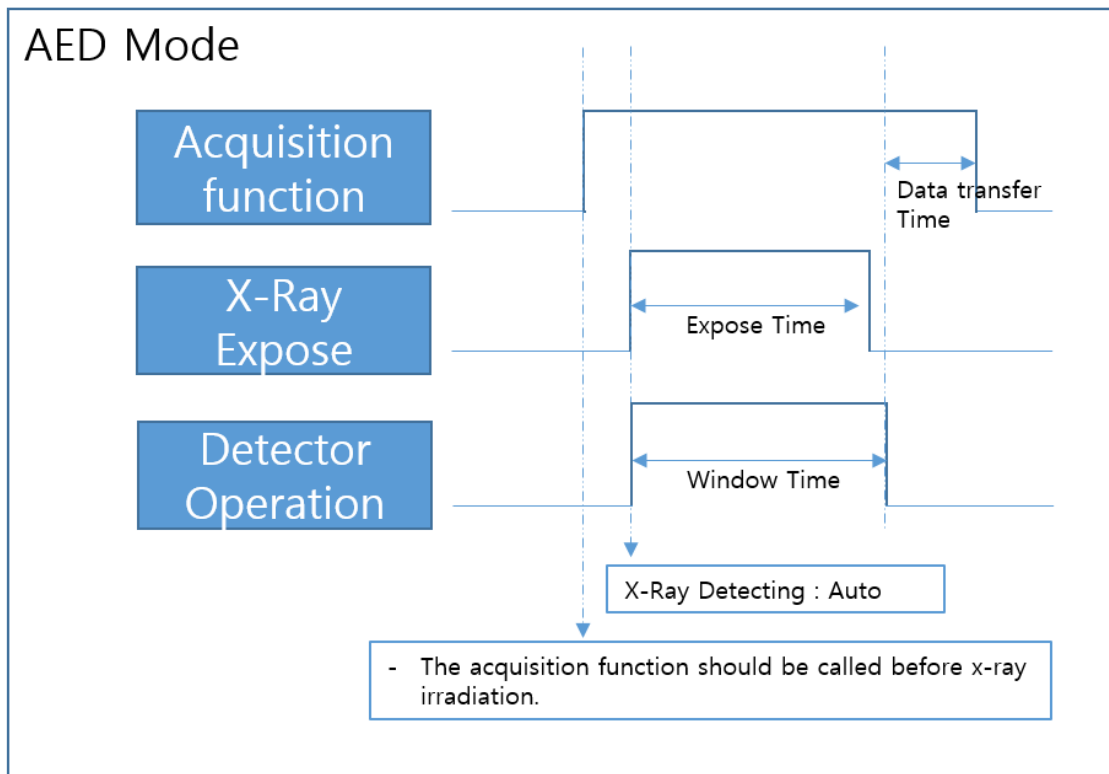 AED Mode
Acquisition
function
Data transfer
Time
X-Ray
Expose
Expose Time
Detector
Operation
Window Time
X-Ray Detecting : Auto
- The acquisition function should be called before x-ray
irradiation.